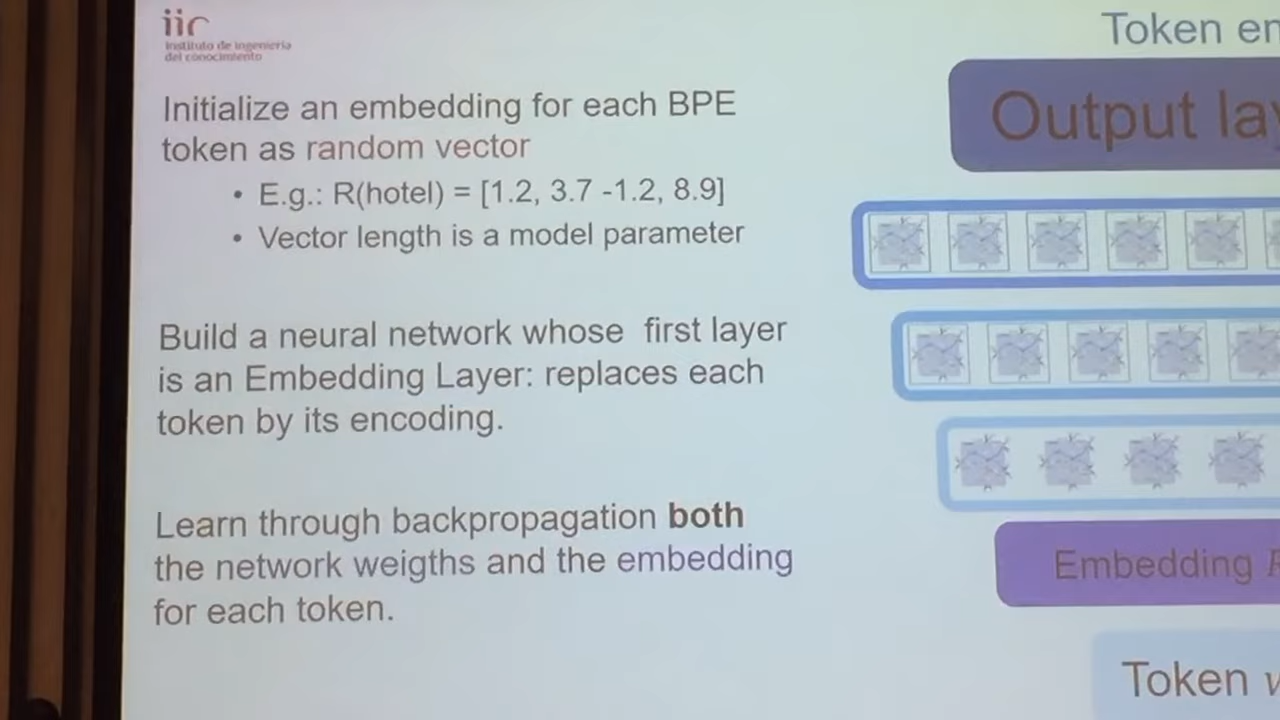 iic
instituto de ingeniería
del conocimiento
Token
Initialize an embedding for each BPE
token as random vector
• E.g.: R(hotel) = [1.2, 3.7 -1.2, 8.9]
• Vector length is a model parameter
Build a neural network whose first layer
is an Embedding Layer: replaces each
token by its encoding.
Learn through backpropagation both
the network weigths and the embedding
for each token.
Output
Embedding
Token